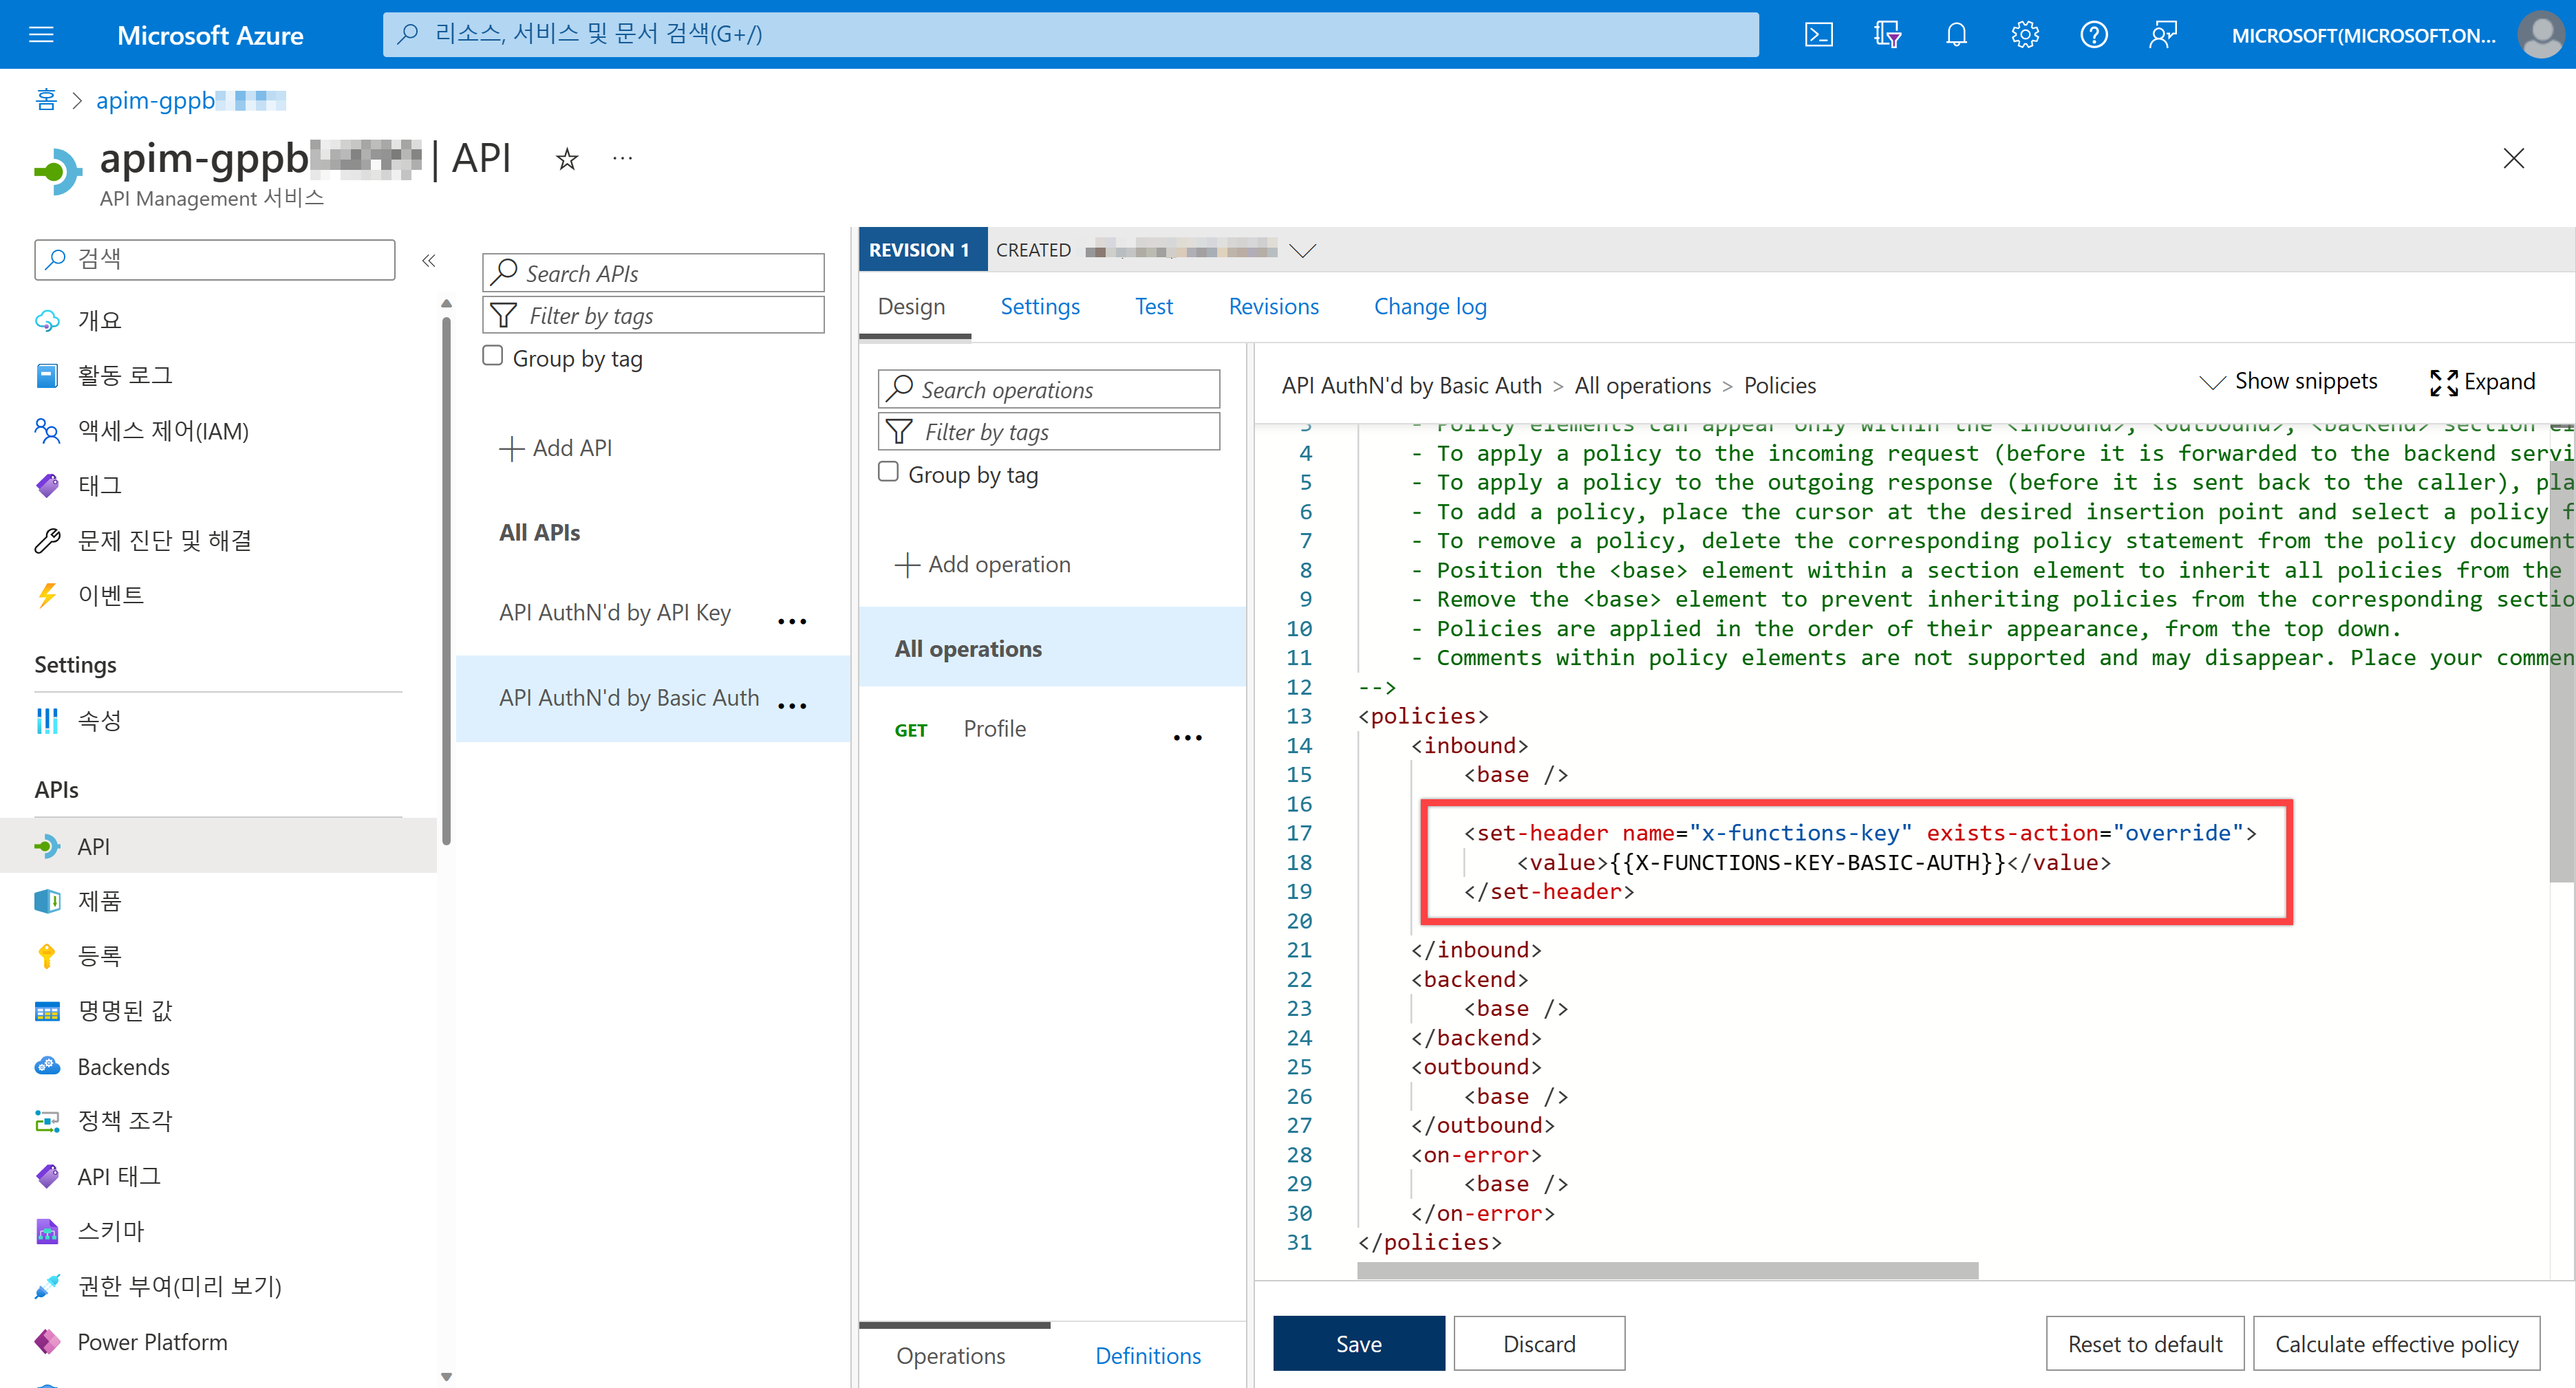 Microsoft Azure
리소스, 서비스 및 문서 검색(G+/)
MICROSOFT(MICROSOFT.ON...
홈 > apim-gppb
apim-gppb | API
API Management 서비스
검색
개요
활동 로그
액세스 제어(IAM)
태그
문제 진단 및 해결
이벤트
Settings
속성
APIs
API
제품
등록
명명된 값
Backends
정책 조각
API 태그
스키마
권한 부여(미리 보기)
Power Platform
Search APIs
Filter by tags
Group by tag
Add API
All APIs
API AuthN'd by API Key
API AuthN'd by Basic Auth
REVISION 1 CREATED
Design Settings Test Revisions Change log
Search operations
Filter by tags
Group by tag
Add operation
All operations
GET Profile
Operations Definitions
API AuthN'd by Basic Auth > All operations > Policies
Show snippets Expand
3 - Policy elements can appear only within the <inbound>, <outbound>, <backend> section
4 - To apply a policy to the incoming request (before it is forwarded to the backend servi
5 - To apply a policy to the outgoing response (before it is sent back to the caller), pla
6 - To add a policy, place the cursor at the desired insertion point and select a policy f
7 - To remove a policy, delete the corresponding policy statement from the policy document
8 - Position the <base> element within a section element to inherit all policies from the
9 - Remove the <base> element to prevent inheriting policies from the corresponding sectio
10 - Policies are applied in the order of their appearance, from the top down.
11 - Comments within policy elements are not supported and may disappear. Place your commen
12 -->
13 <policies>
14 <inbound>
15 <base />
16
17 <set-header name="x-functions-key" exists-action="override">
18 <value>{{X-FUNCTIONS-KEY-BASIC-AUTH}}</value>
19 </set-header>
20
21 </inbound>
22 <backend>
23 <base />
24 </backend>
25 <outbound>
26 <base />
27 </outbound>
28 <on-error>
29 <base />
30 </on-error>
31 </policies>
Save Discard Reset to default Calculate effective policy